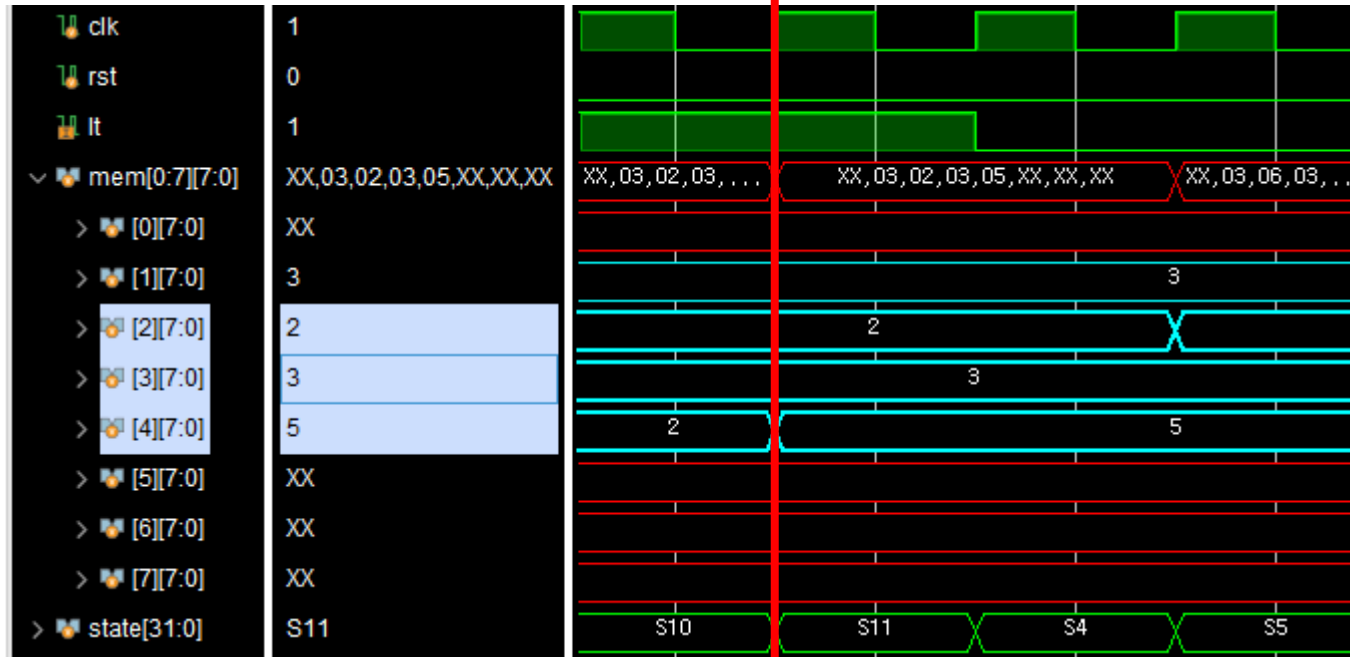 clk 1
rst 0
lt 1
mem[0:7][7:0] XX,03,02,03,05,XX,XX,XX XX,03,02,03,... XX,03,02,03,05,XX,XX,XX XX,03,06,03,..
[0][7:0] XX
[1][7:0] 3 3
[2][7:0] 2 2
[3][7:0] 3 3
[4][7:0] 5 2 5
[5][7:0] XX
[6][7:0] XX
[7][7:0] XX
state[31:0] S11 S10 S11 S4 S5